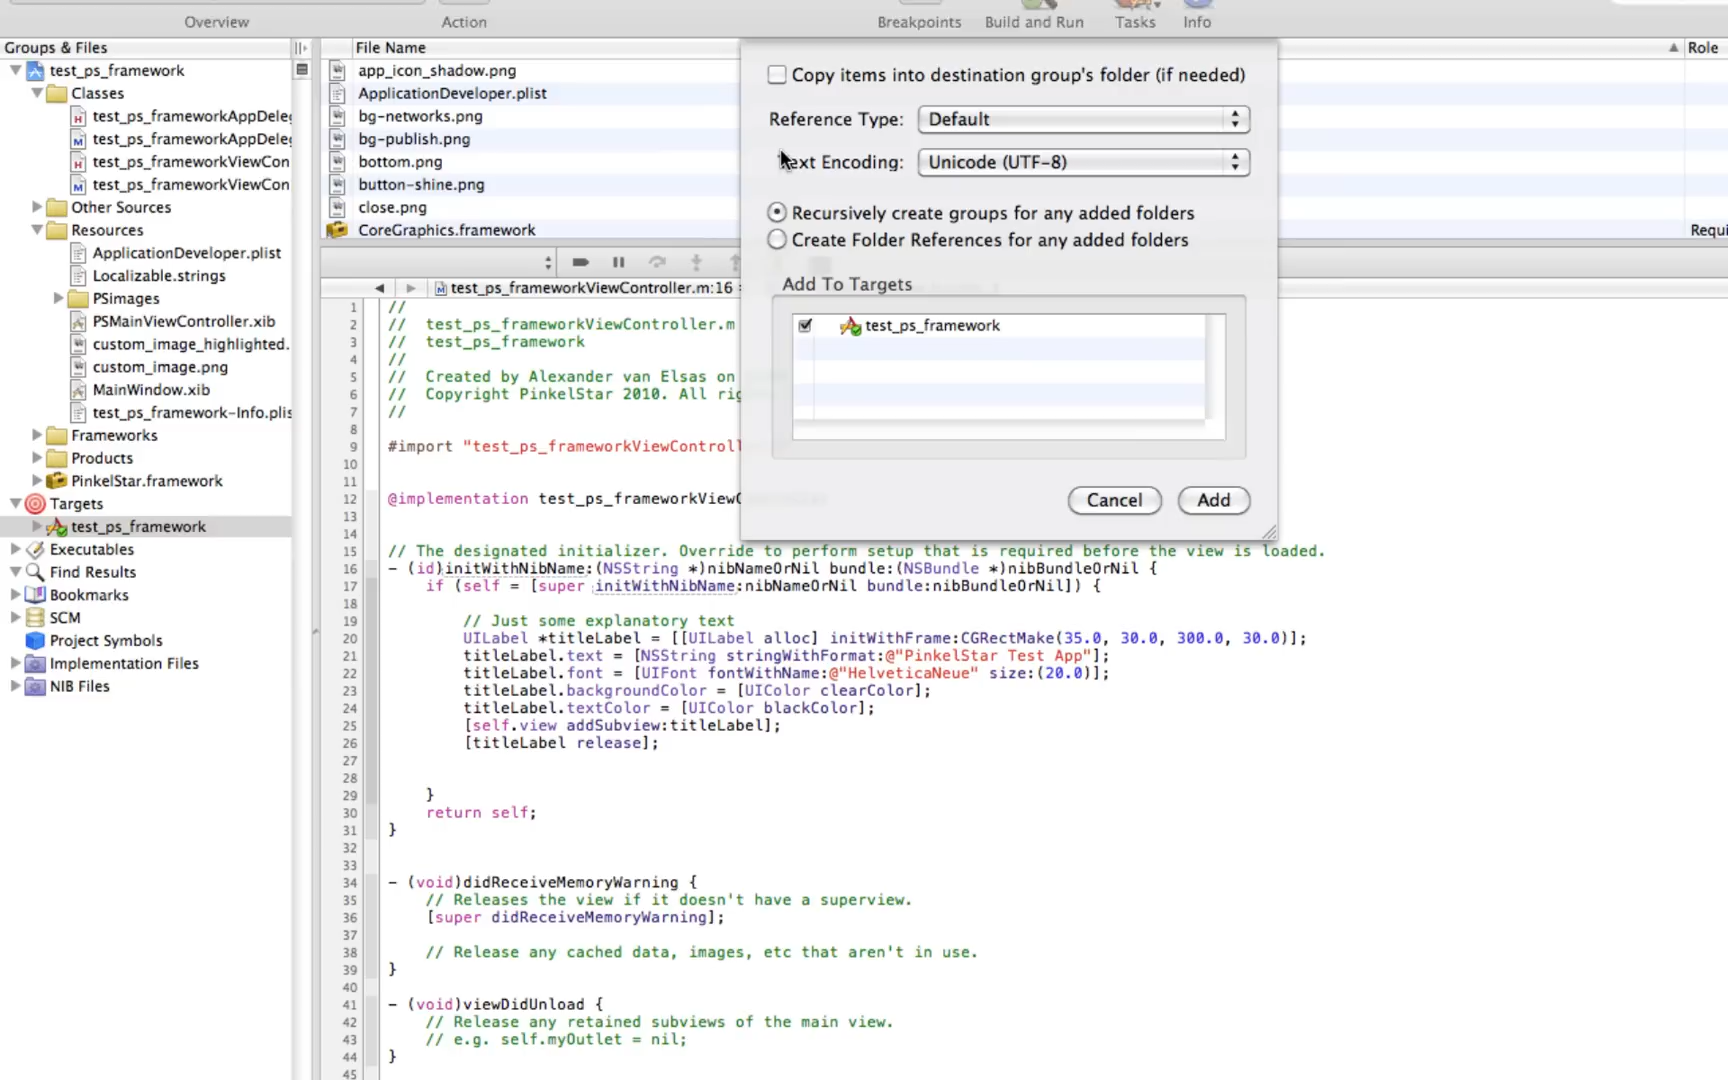 Overview
Action
Breakpoints
Build and Run
Tasks
Info
Groups & Files
test_ps_framework
Classes
test_ps_frameworkAppDele
test_ps_frameworkAppDele
test_ps_frameworkViewCon
test_ps_frameworkViewCon
Other Sources
Resources
ApplicationDeveloper.plist
Localizable.strings
PSimages
PSMainViewController.xib
custom_image_highlighted.
custom_image.png
MainWindow.xib
test_ps_framework-Info.plis
Frameworks
Products
PinkelStar.framework
Targets
test_ps_framework
Executables
Find Results
Bookmarks
SCM
Project Symbols
Implementation Files
NIB Files
File Name
Role
app_icon_shadow.png
ApplicationDeveloper.plist
bg-networks.png
bg-publish.png
bottom.png
button-shine.png
close.png
CoreGraphics.framework
Requi
Copy items into destination group's folder (if needed)
Reference Type: Default
Text Encoding: Unicode (UTF-8)
Recursively create groups for any added folders
Create Folder References for any added folders
Add To Targets
test_ps_framework
Cancel
Add
test_ps_frameworkViewController.m:16
1 //
2 // test_ps_frameworkViewController.m
3 // test_ps_framework
4 //
5 // Created by Alexander van Elsas on
6 // Copyright PinkelStar 2010. All rig
7 //
8
9 #import "test_ps_frameworkViewControll
10
11
12 @implementation test_ps_frameworkViewC
13
14
15 // The designated initializer. Override to perform setup that is required before the view is loaded.
16 - (id)initWithNibName:(NSString *)nibNameOrNil bundle:(NSBundle *)nibBundleOrNil {
17 if (self = [super initWithNibName:nibNameOrNil bundle:nibBundleOrNil]) {
18
19 // Just some explanatory text
20 UILabel *titleLabel = [[UILabel alloc] initWithFrame:CGRectMake(35.0, 30.0, 300.0, 30.0)];
21 titleLabel.text = [NSString stringWithFormat:@"PinkelStar Test App"];
22 titleLabel.font = [UIFont fontWithName:@"HelveticaNeue" size:(20.0)];
23 titleLabel.backgroundColor = [UIColor clearColor];
24 titleLabel.textColor = [UIColor blackColor];
25 [self.view addSubview:titleLabel];
26 [titleLabel release];
27
28
29 }
30 return self;
31 }
32
33
34 - (void)didReceiveMemoryWarning {
35 // Releases the view if it doesn't have a superview.
36 [super didReceiveMemoryWarning];
37
38 // Release any cached data, images, etc that aren't in use.
39 }
40
41 - (void)viewDidUnload {
42 // Release any retained subviews of the main view.
43 // e.g. self.myOutlet = nil;
44 }
45